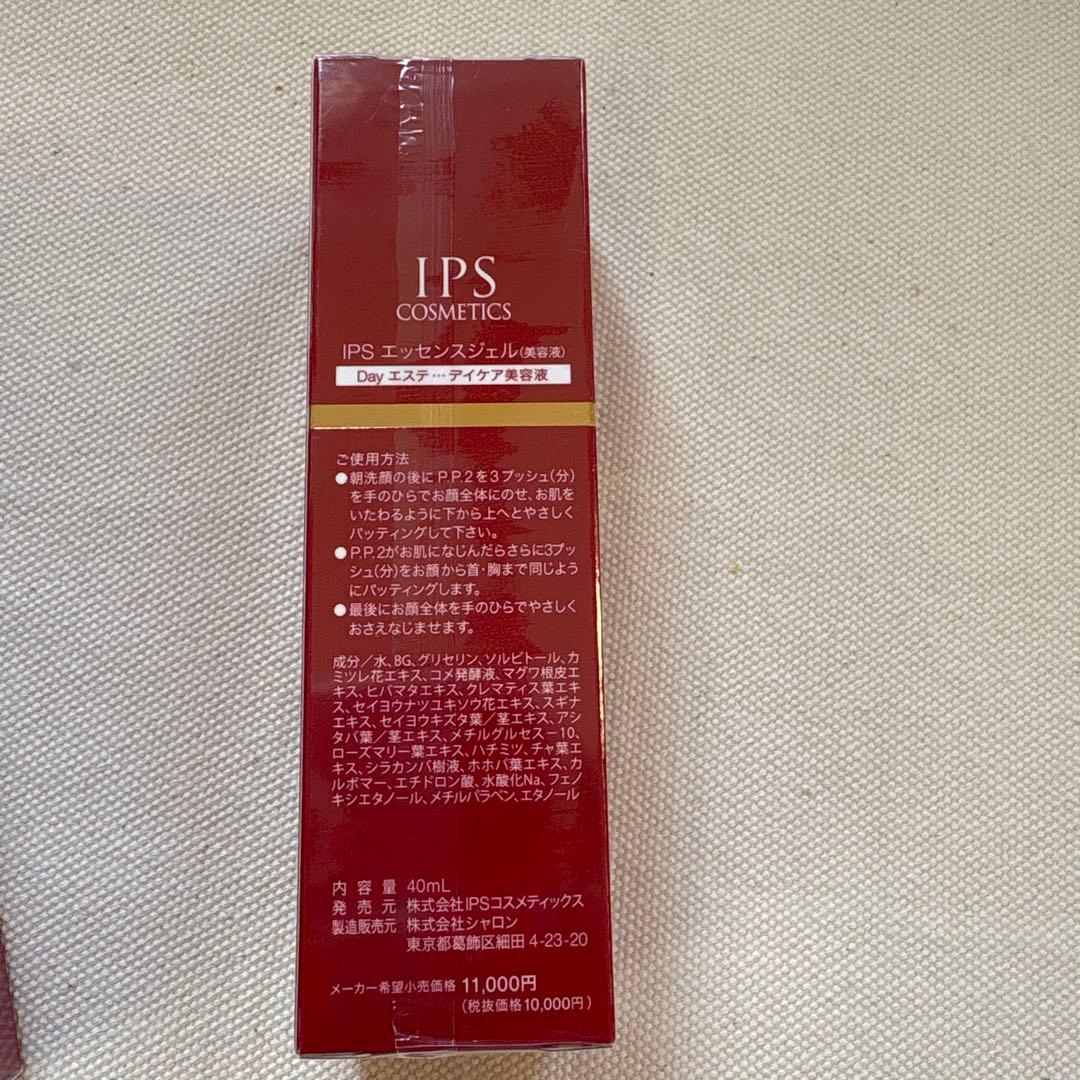 IPS
COSMETICS
IPS エッセンスジェル(美容液)
Day エステ…デイケア美容液
ご使用方法
●朝洗顔の後にP.P.2を3プッシュ(分)
を手のひらでお顔全体にのせ、お肌を
いたわるように下から上へとやさしく
パッティングして下さい。
●P.P.2がお肌になじんだらさらに3プッ
シュ(分)をお顔から首・胸まで同じよう
にパッティングします。
●最後にお顔全体を手のひらでやさしく
おさえなじませます。
成分/水、BG、グリセリン、ソルビトール、カ
ミツレ花エキス、コメ発酵液、マグワ根皮エ
キス、ヒバマタエキス、クレマティス葉エキ
ス、セイヨウナツユキソウ花エキス、スギナ
エキス、セイヨウキズタ葉/茎エキス、アシ
タバ葉/茎エキス、メチルグルセス-10、
ローズマリー葉エキス、ハチミツ、チャ葉エ
キス、シラカンバ樹液、ホホバ葉エキス、カ
ルボマー、エチドロン酸、水酸化Na、フェノ
キシエタノール、メチルパラベン、エタノール
内容量 40mL
発売元 株式会社IPSコスメティックス
製造販売元 株式会社シャロン
東京都葛飾区細田 4-23-20
メーカー希望小売価格 11,000円
(税抜価格10,000円)